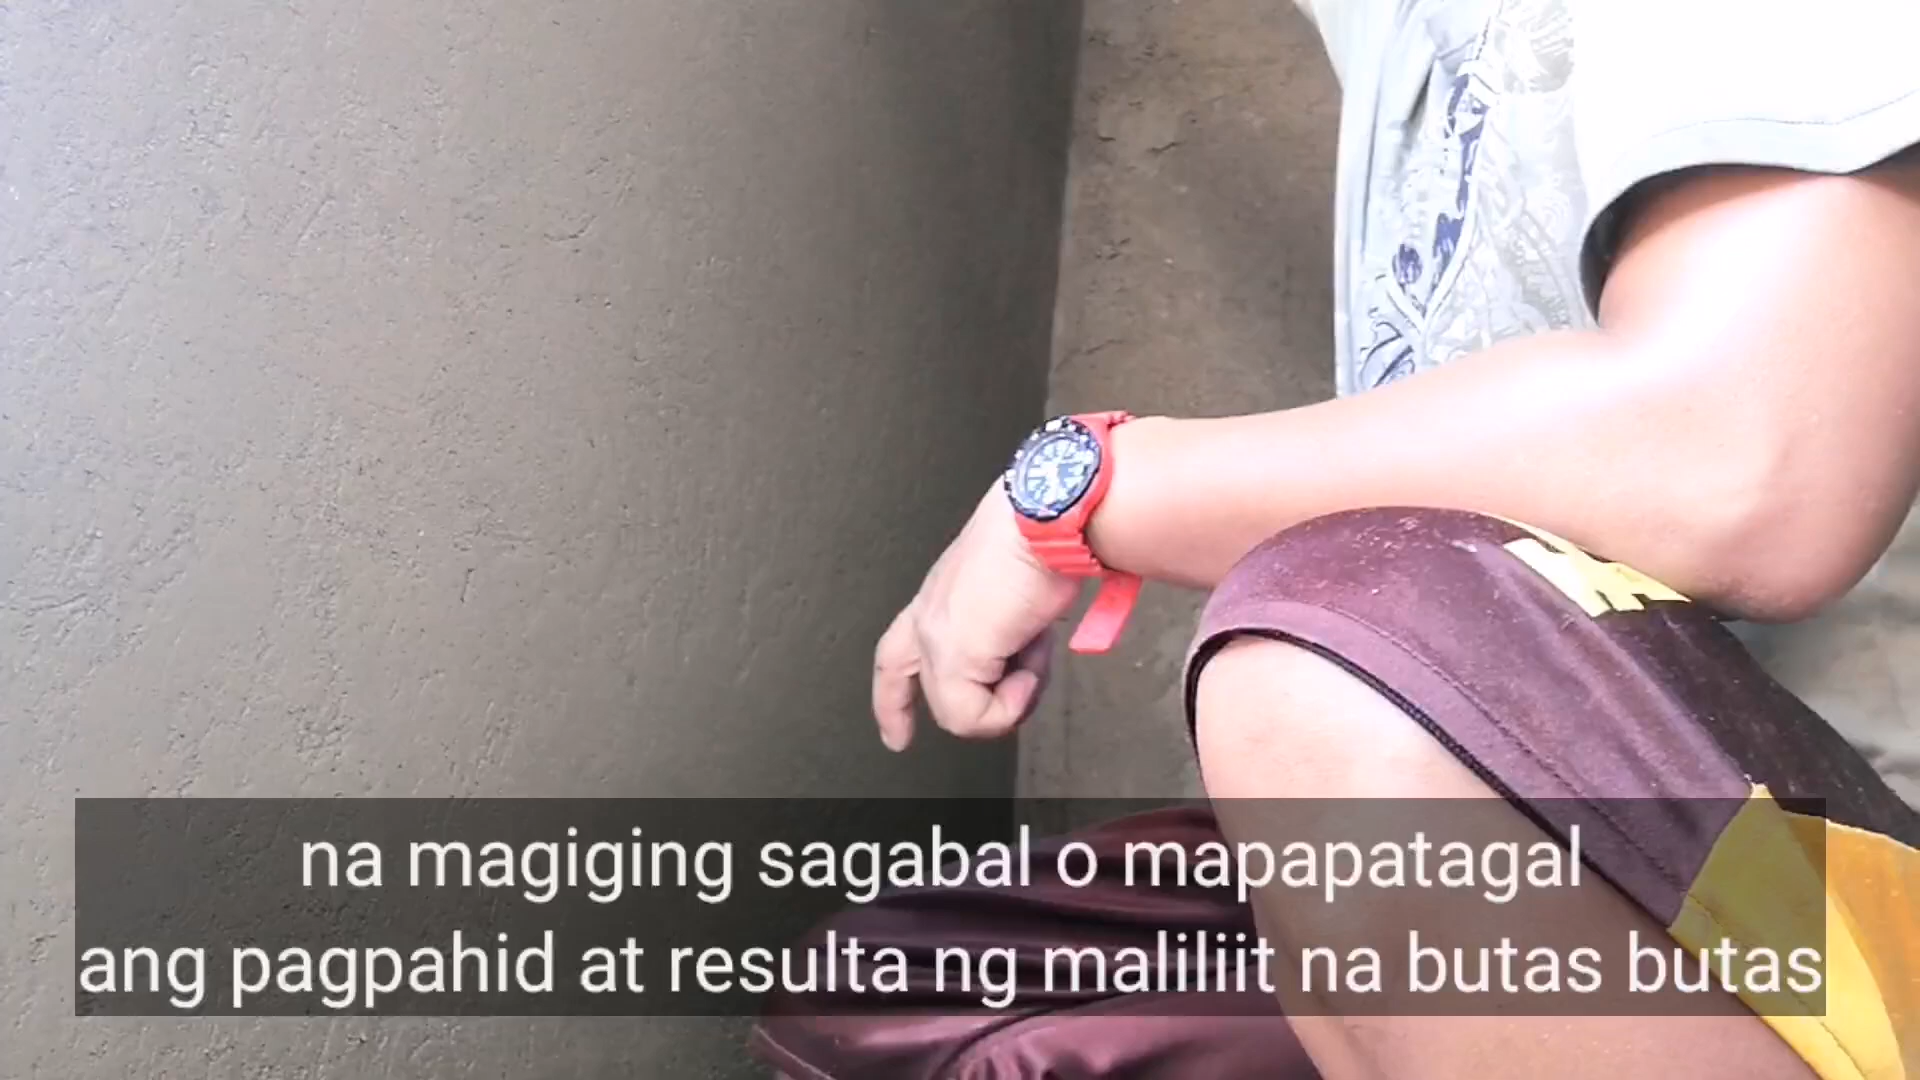 na magiging sagabal o mapapatagal
ang pagpahid at resulta ng maliliit na butas butas